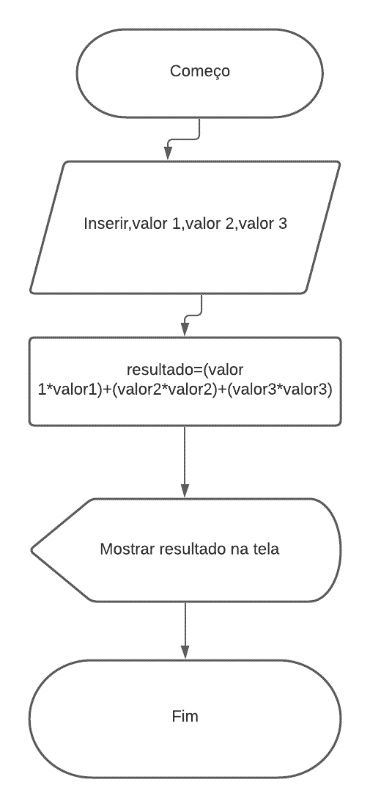 Começo
Inserir,valor 1,valor 2,valor 3
resultado=(valor
1*valor1)+(valor2*valor2)+(valor3*valor3)
Mostrar resultado na tela
Fim